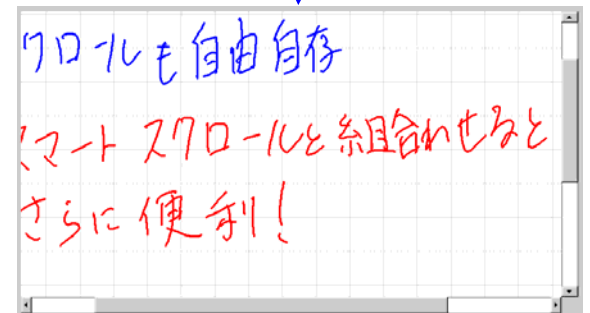 クロールも自由自存
スマート スクロールと組合わせると
さらに便利!